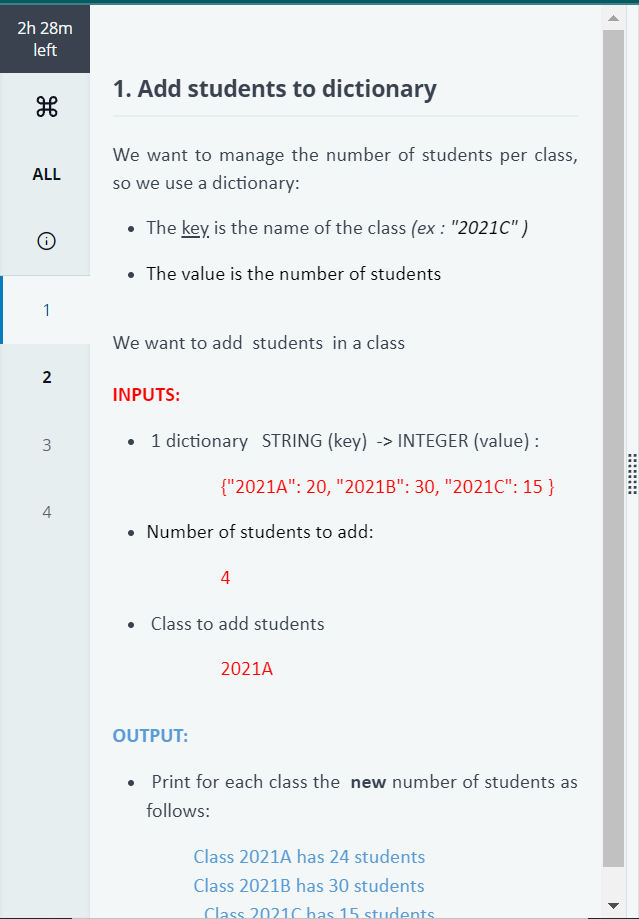 2h 28m
left
⌘
ALL
1
2
3
4
1. Add students to dictionary
We want to manage the number of students per class,
so we use a dictionary:
• The key is the name of the class (ex : "2021C" )
• The value is the number of students
We want to add students in a class
INPUTS:
• 1 dictionary STRING (key) -> INTEGER (value) :
{"2021A": 20, "2021B": 30, "2021C": 15 }
• Number of students to add:
4
• Class to add students
2021A
OUTPUT:
• Print for each class the new number of students as
follows:
Class 2021A has 24 students
Class 2021B has 30 students
Class 2021C has 15 students